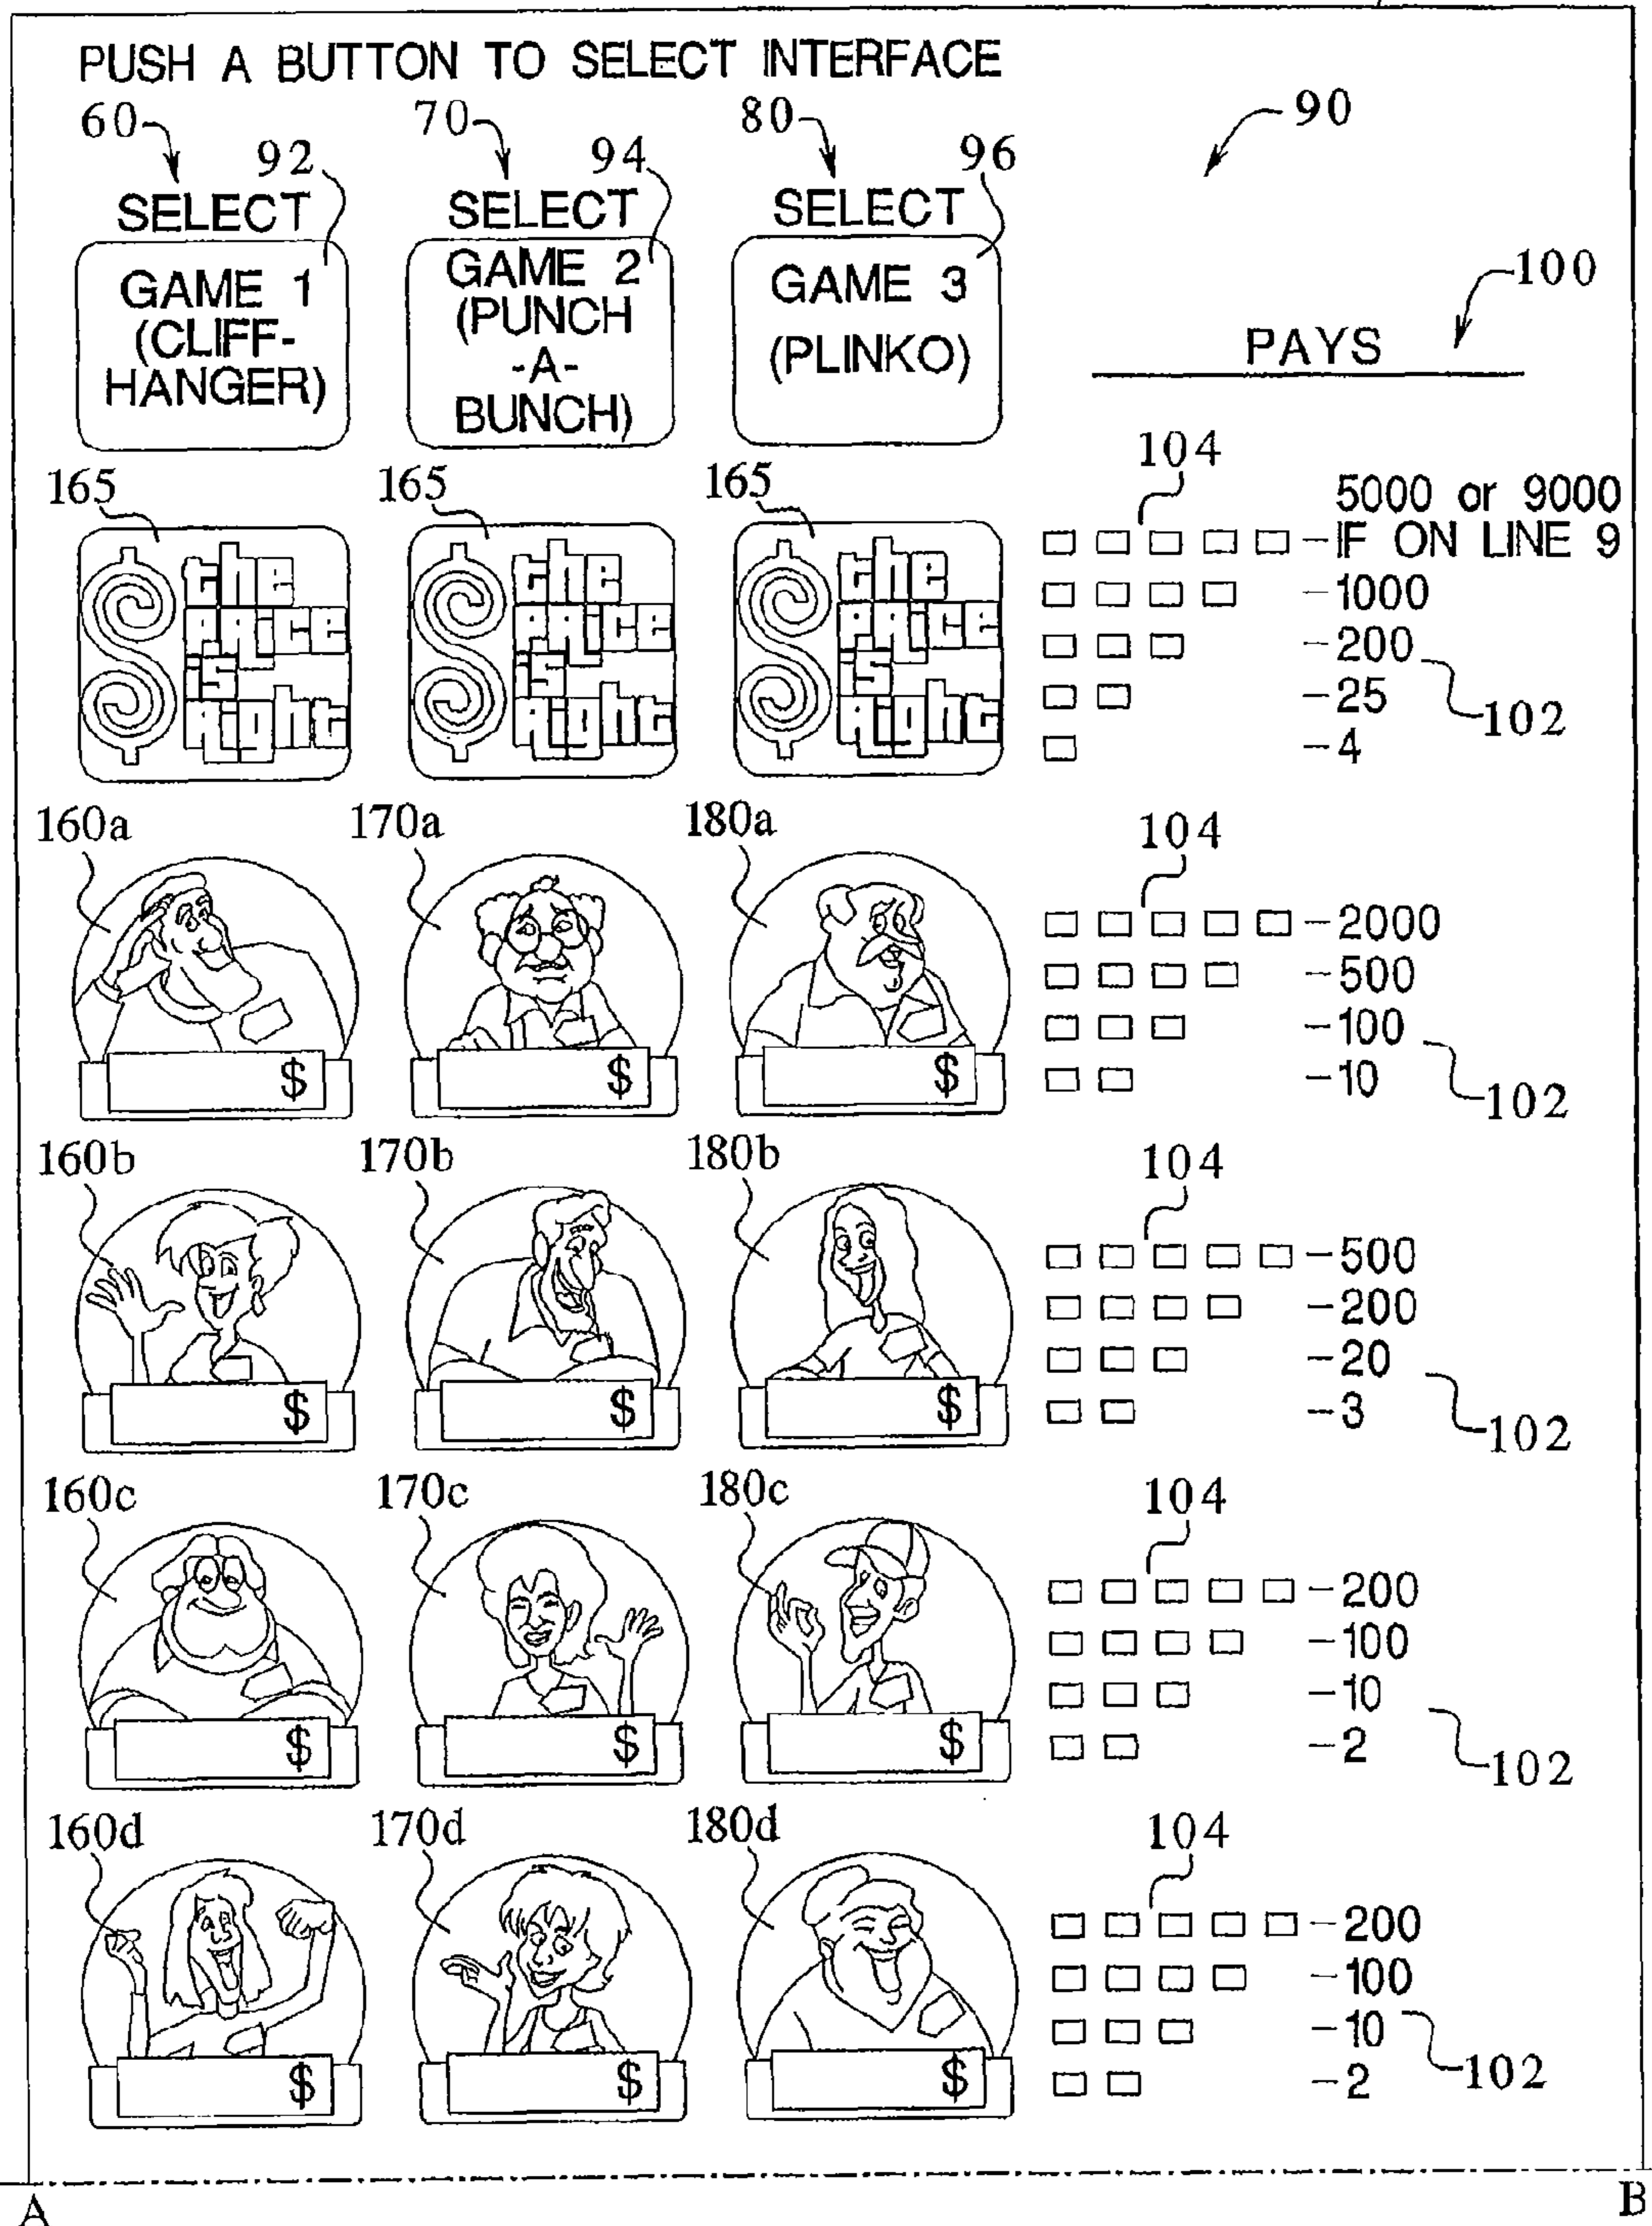 PUSH A BUTTON TO SELECT INTERFACE
60 70 80 90
92 94 96
SELECT SELECT SELECT
100
GAME 1
(CLIFF-
HANGER)
GAME 2
(PUNCH
-A-
BUNCH)
GAME 3
(PLINKO)
PAYS
165 165 165
the
PRice
is
Right
the
PRice
is
Right
the
PRice
is
Right
104
5000 or 9000
-IF ON LINE 9
-1000
-200
-25
-4
102
160a 170a 180a
104
-2000
-500
-100
-10
102
$ $ $
160b 170b 180b
104
-500
-200
-20
-3
102
$ $ $
160c 170c 180c
104
-200
-100
-10
-2
102
$ $ $
160d 170d 180d
104
-200
-100
-10
-2
102
$ $ $
A B